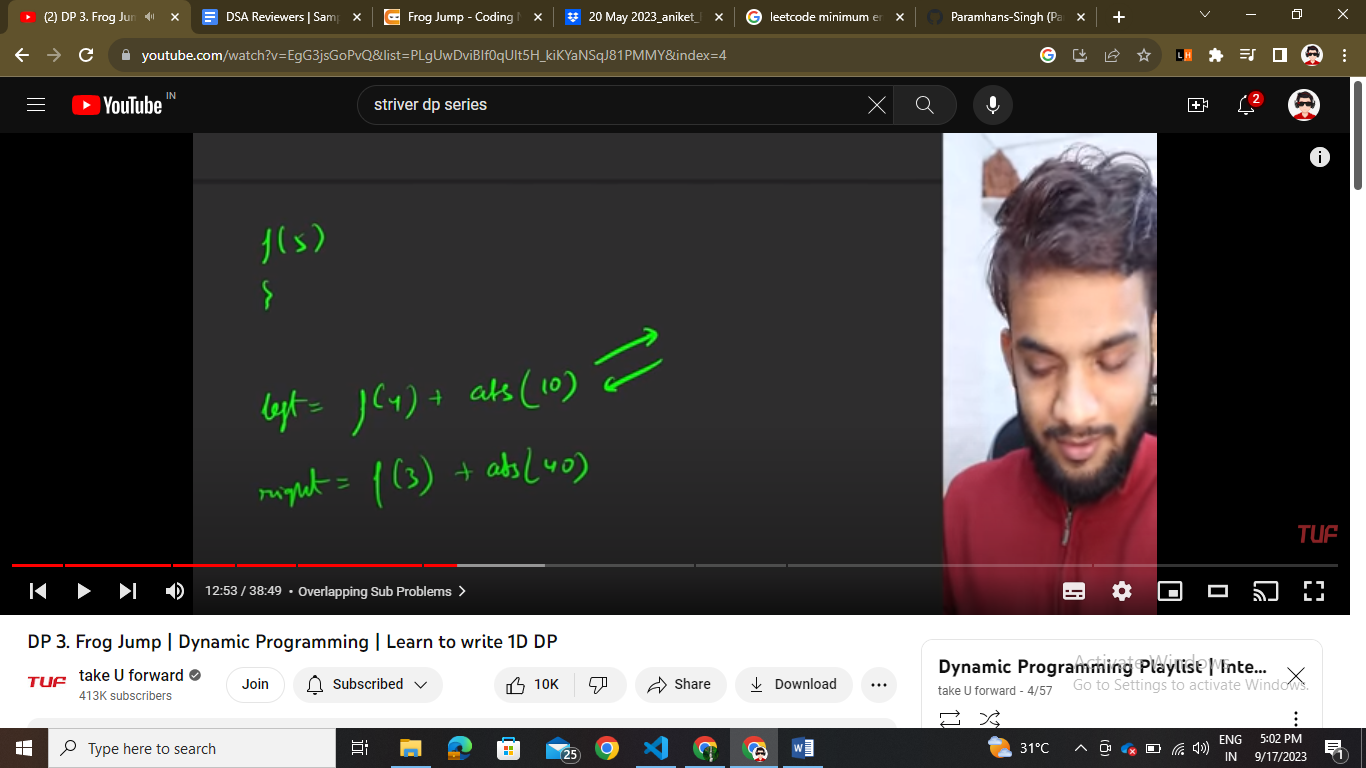 (2) DP 3. Frog Jum
DSA Reviewers | Samp
Frog Jump - Coding N
20 May 2023_aniket_
leetcode minimum er
Paramhans-Singh (Pa
youtube.com/watch?v=EgG3jsGoPvQ&list=PLgUwDviBIf0qUlt5H_kiKYaNSqJ81PMMY&index=4
YouTube IN
striver dp series
2
f(5)
}
left = f(4) + abs(10)
right = f(3) + abs(40)
TUF
12:53 / 38:49 • Overlapping Sub Problems
DP 3. Frog Jump | Dynamic Programming | Learn to write 1D DP
TUF
take U forward
413K subscribers
Join
Subscribed
10K
Share
Download
Dynamic Programming Playlist | Inte...
take U forward - 4/57
Activate Windows
Go to Settings to activate Windows.
Type here to search
25
31°C
ENG
IN
5:02 PM
9/17/2023
1